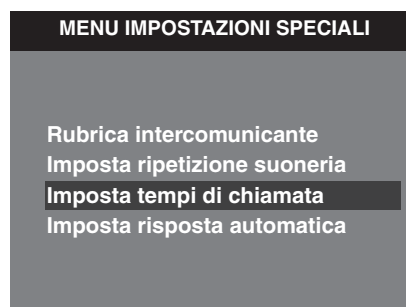 MENU IMPOSTAZIONI SPECIALI
Rubrica intercomunicante
Imposta ripetizione suoneria
Imposta tempi di chiamata
Imposta risposta automatica